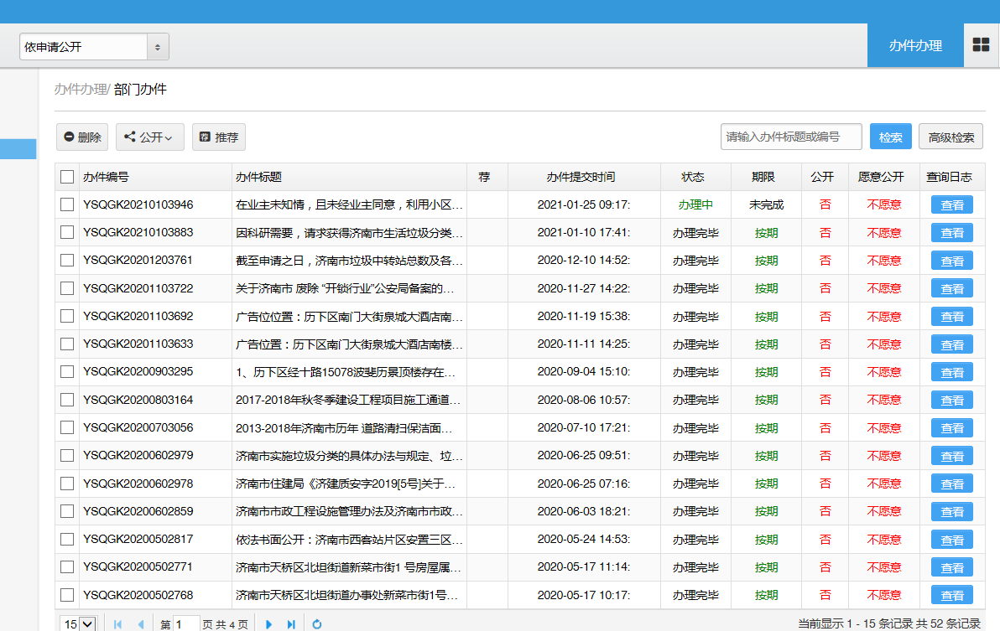 依申请公开 办件办理
办件办理/ 部门办件
删除 公开 荐 推荐 请输入办件标题或编号 检索 高级检索
办件编号 办件标题 荐 办件提交时间 状态 期限 公开 愿意公开 查询日志
YSQGK20210103946 在业主未知情，且未经业主同意，利用小区… 2021-01-25 09:17: 办理中 未完成 否 不愿意 查看
YSQGK20210103883 因科研需要，请求获得济南市生活垃圾分类… 2021-01-10 17:41: 办理完毕 按期 否 不愿意 查看
YSQGK20201203761 截至申请之日，济南市垃圾中转站总数及各… 2020-12-10 14:52: 办理完毕 按期 否 不愿意 查看
YSQGK20201103722 关于济南市 废除 “开锁行业”公安局备案的… 2020-11-27 14:22: 办理完毕 按期 否 不愿意 查看
YSQGK20201103692 广告位位置：历下区南门大街泉城大酒店南… 2020-11-19 15:38: 办理完毕 按期 否 不愿意 查看
YSQGK20201103633 广告位置：历下区南门大街泉城大酒店南楼… 2020-11-11 14:25: 办理完毕 按期 否 不愿意 查看
YSQGK20200903295 1、历下区经十路15078波斐历景顶楼存在… 2020-09-04 15:10: 办理完毕 按期 否 不愿意 查看
YSQGK20200803164 2017-2018年秋冬季建设工程项目施工通道… 2020-08-06 10:57: 办理完毕 按期 否 不愿意 查看
YSQGK20200703056 2013-2018年济南市历年 道路清扫保洁面… 2020-07-10 17:21: 办理完毕 按期 否 不愿意 查看
YSQGK20200602979 济南市实施垃圾分类的具体办法与规定、垃… 2020-06-25 09:51: 办理完毕 按期 否 不愿意 查看
YSQGK20200602978 济南市住建局《济建质安字2019[5号]关于… 2020-06-25 07:16: 办理完毕 按期 否 不愿意 查看
YSQGK20200602859 济南市市政工程设施管理办法及济南市市政… 2020-06-03 18:21: 办理完毕 按期 否 不愿意 查看
YSQGK20200502817 依法书面公开：济南市西客站片区安置三区… 2020-05-24 14:53: 办理完毕 按期 否 不愿意 查看
YSQGK20200502771 济南市天桥区北坦街道新菜市街1 号房屋属… 2020-05-17 11:14: 办理完毕 按期 否 不愿意 查看
YSQGK20200502768 济南市天桥区北坦街道办事处新菜市街1号… 2020-05-17 10:17: 办理完毕 按期 否 不愿意 查看
15 第 1 页 共 4 页 当前显示 1 - 15 条记录 共 52 条记录